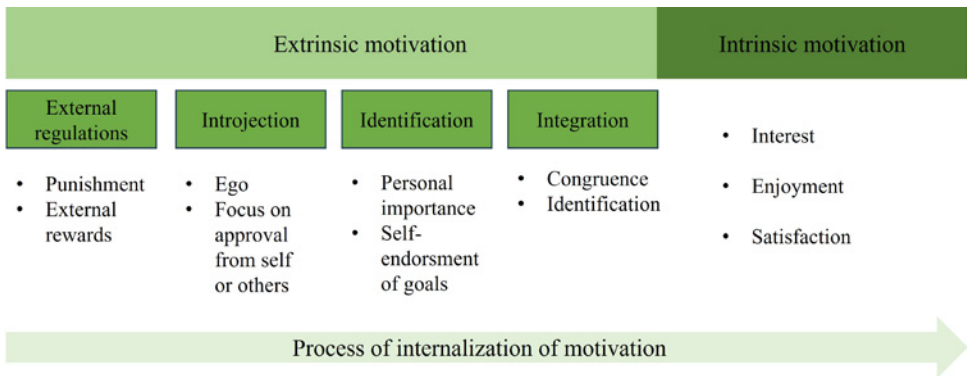 Extrinsic motivation
Intrinsic motivation
External
regulations
Introjection
Identification
Integration
• Punishment
• External
rewards
• Ego
• Focus on
approval
from self
or others
• Personal
importance
• Self-
endorsment
of goals
• Congruence
• Identification
• Interest
• Enjoyment
• Satisfaction
Process of internalization of motivation